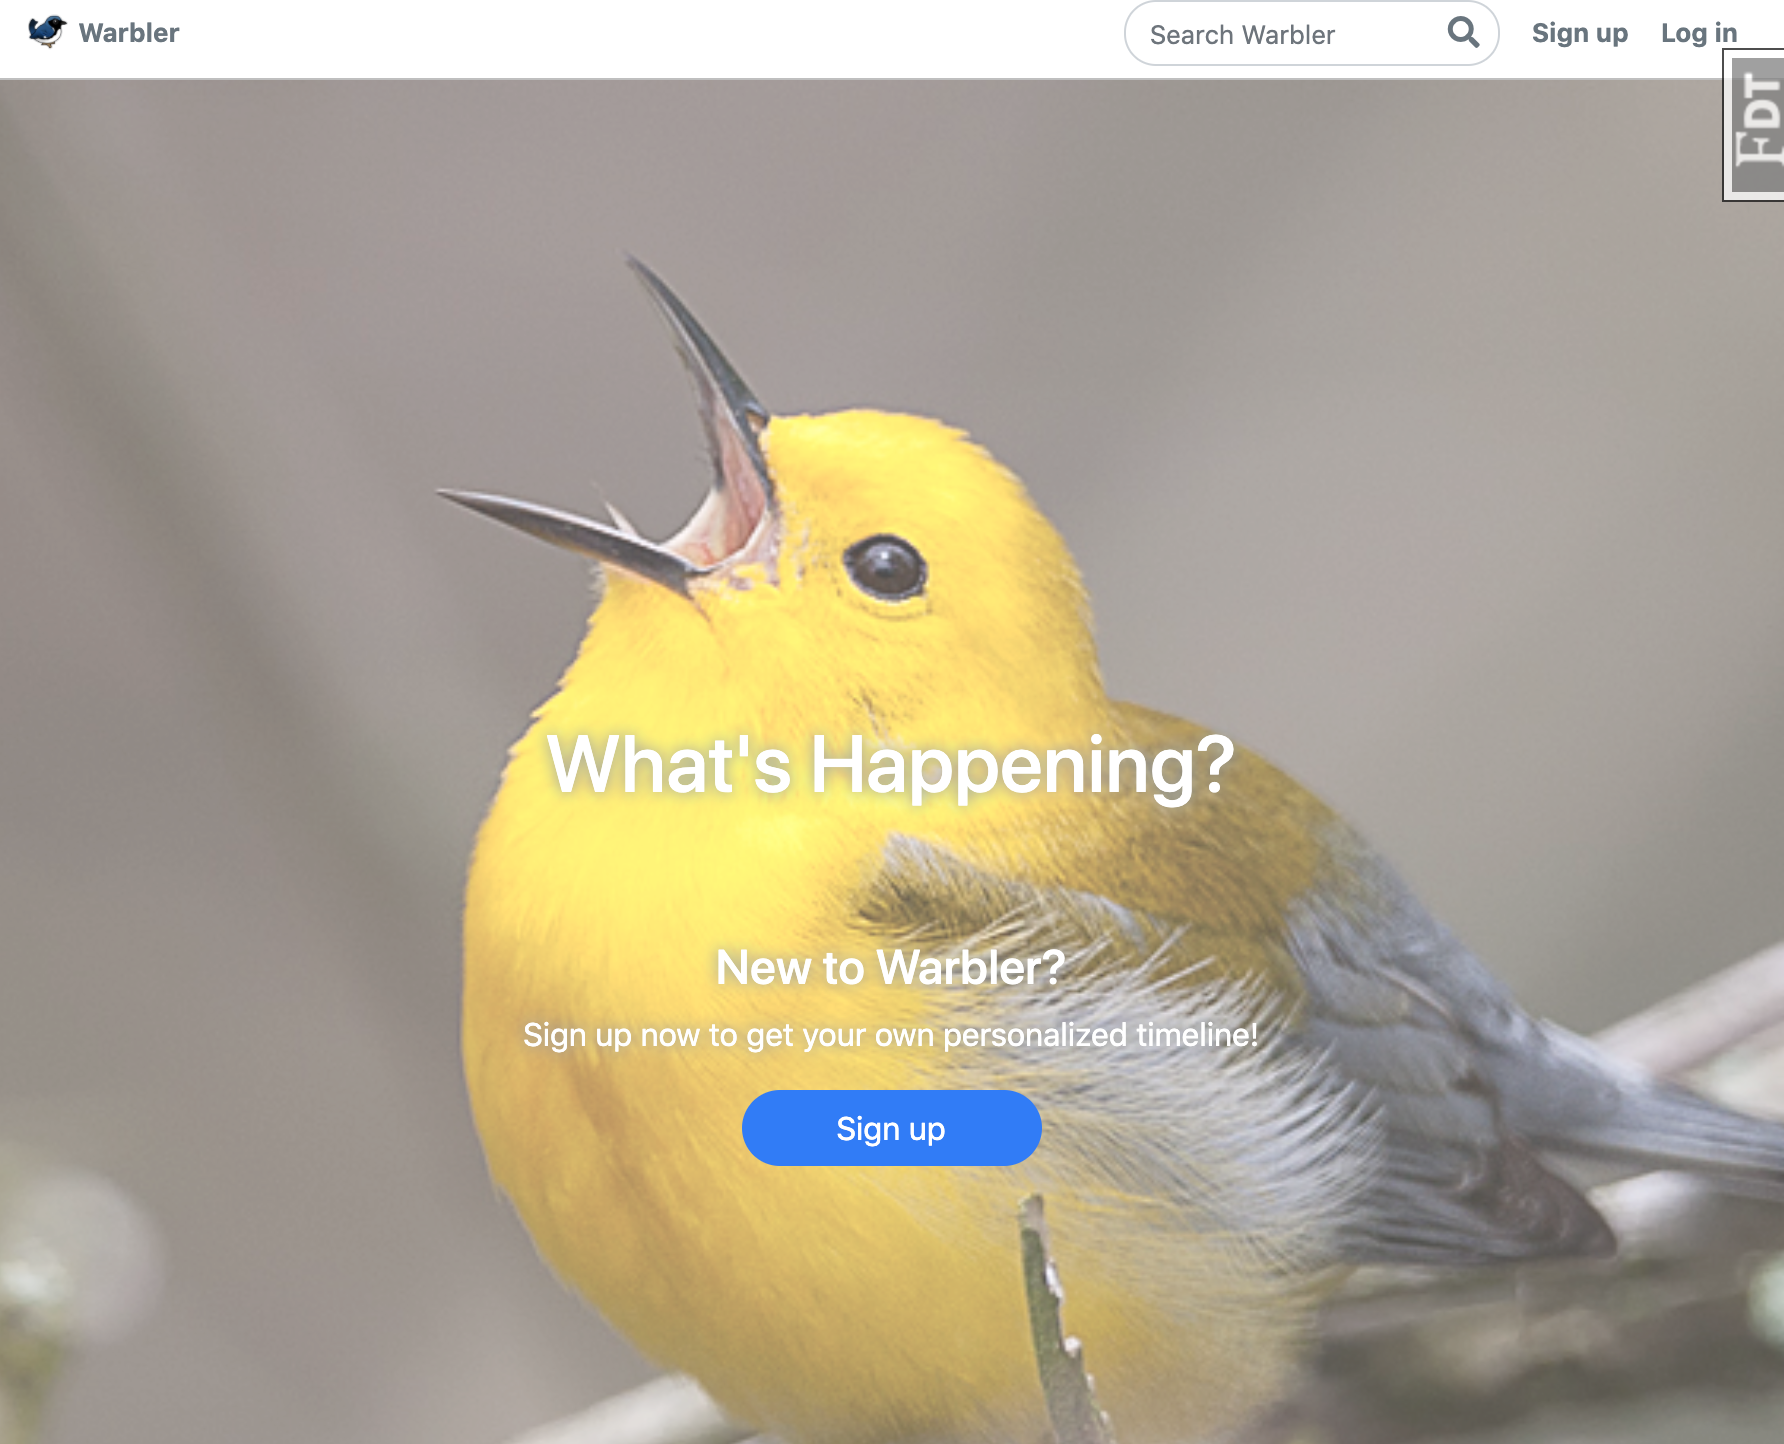 Warbler
Search Warbler
Sign up
Log in
FDT
What's Happening?
New to Warbler?
Sign up now to get your own personalized timeline!
Sign up